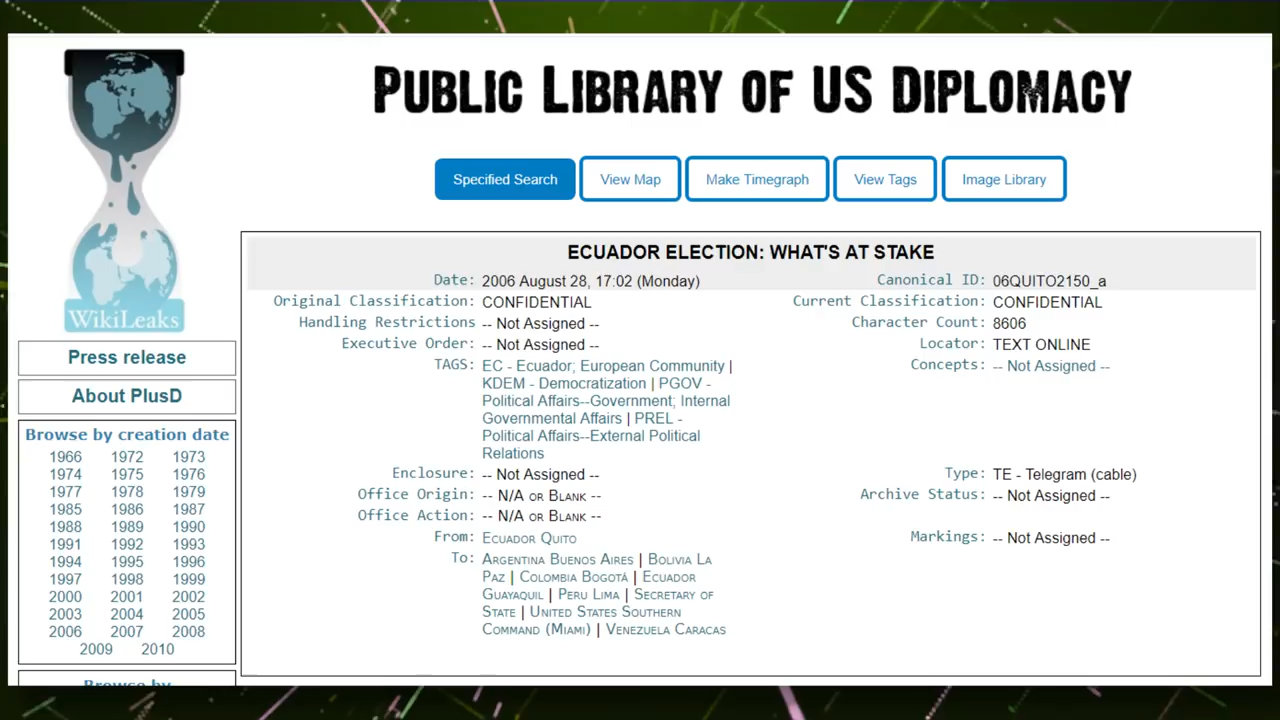 PUBLIC LIBRARY OF US DIPLOMACY
Specified Search
View Map
Make Timegraph
View Tags
Image Library
WikiLeaks
Press release
About PlusD
Browse by creation date
1966 1972 1973
1974 1975 1976
1977 1978 1979
1985 1986 1987
1988 1989 1990
1991 1992 1993
1994 1995 1996
1997 1998 1999
2000 2001 2002
2003 2004 2005
2006 2007 2008
2009 2010
Browse by
ECUADOR ELECTION: WHAT'S AT STAKE
Date: 2006 August 28, 17:02 (Monday)
Canonical ID: 06QUITO2150_a
Original Classification: CONFIDENTIAL
Current Classification: CONFIDENTIAL
Handling Restrictions -- Not Assigned --
Character Count: 8606
Executive Order: -- Not Assigned --
Locator: TEXT ONLINE
TAGS: EC - Ecuador; European Community |
KDEM - Democratization | PGOV -
Political Affairs--Government; Internal
Governmental Affairs | PREL -
Political Affairs--External Political
Relations
Concepts: -- Not Assigned --
Enclosure: -- Not Assigned --
Type: TE - Telegram (cable)
Office Origin: -- N/A OR BLANK --
Archive Status: -- Not Assigned --
Office Action: -- N/A OR BLANK --
From: ECUADOR QUITO
Markings: -- Not Assigned --
To: ARGENTINA BUENOS AIRES | BOLIVIA LA
PAZ | COLOMBIA BOGOTÁ | ECUADOR
GUAYAQUIL | PERU LIMA | SECRETARY OF
STATE | UNITED STATES SOUTHERN
COMMAND (MIAMI) | VENEZUELA CARACAS